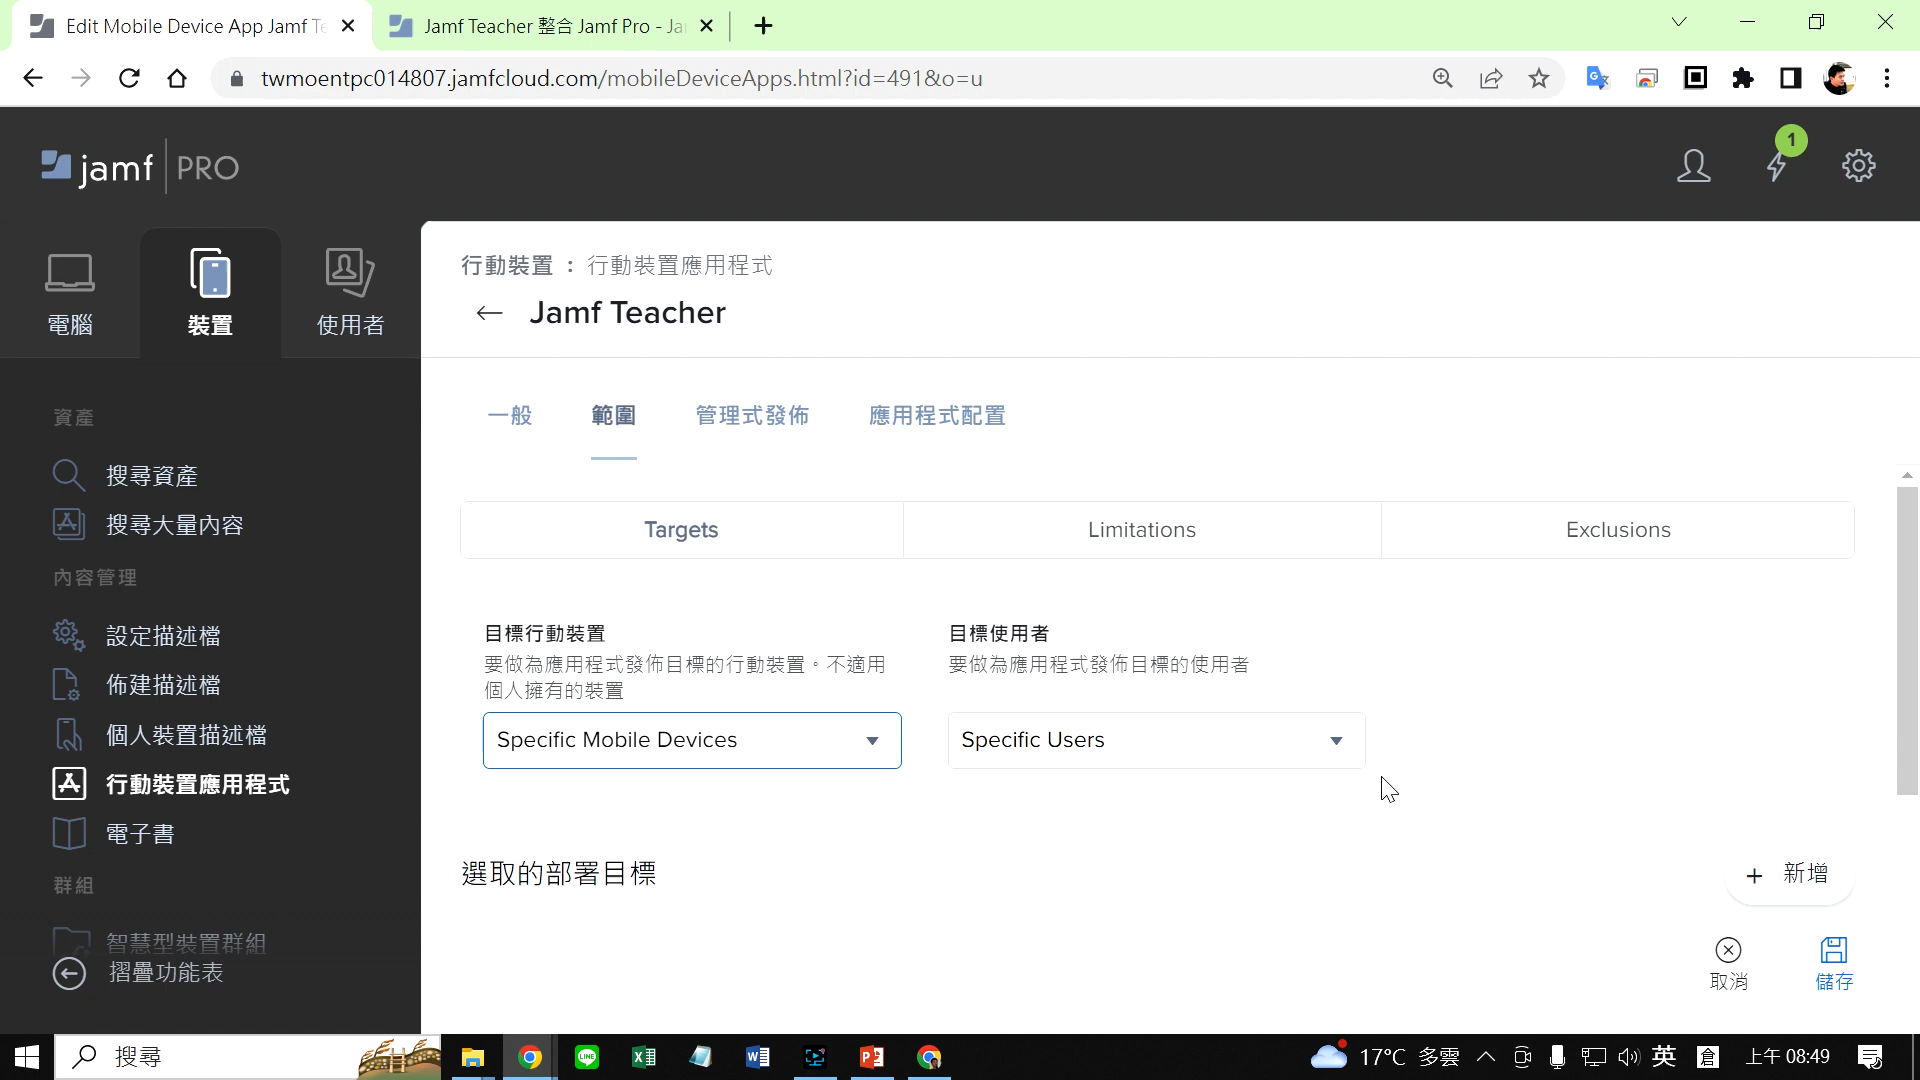 Edit Mobile Device App Jamf Te
Jamf Teacher 整合 Jamf Pro - Ja
twmoentpc014807.jamfcloud.com/mobileDeviceApps.html?id=491&o=u
jamf PRO
1
電腦
裝置
使用者
資產
搜尋資產
搜尋大量內容
內容管理
設定描述檔
佈建描述檔
個人裝置描述檔
行動裝置應用程式
電子書
群組
智慧型裝置群組
摺疊功能表
行動裝置 : 行動裝置應用程式
← Jamf Teacher
一般
範圍
管理式發佈
應用程式配置
Targets
Limitations
Exclusions
目標行動裝置
要做為應用程式發佈目標的行動裝置。不適用
個人擁有的裝置
Specific Mobile Devices
目標使用者
要做為應用程式發佈目標的使用者
Specific Users
選取的部署目標
+ 新增
取消
儲存
搜尋
17°C 多雲
英
倉
上午 08:49